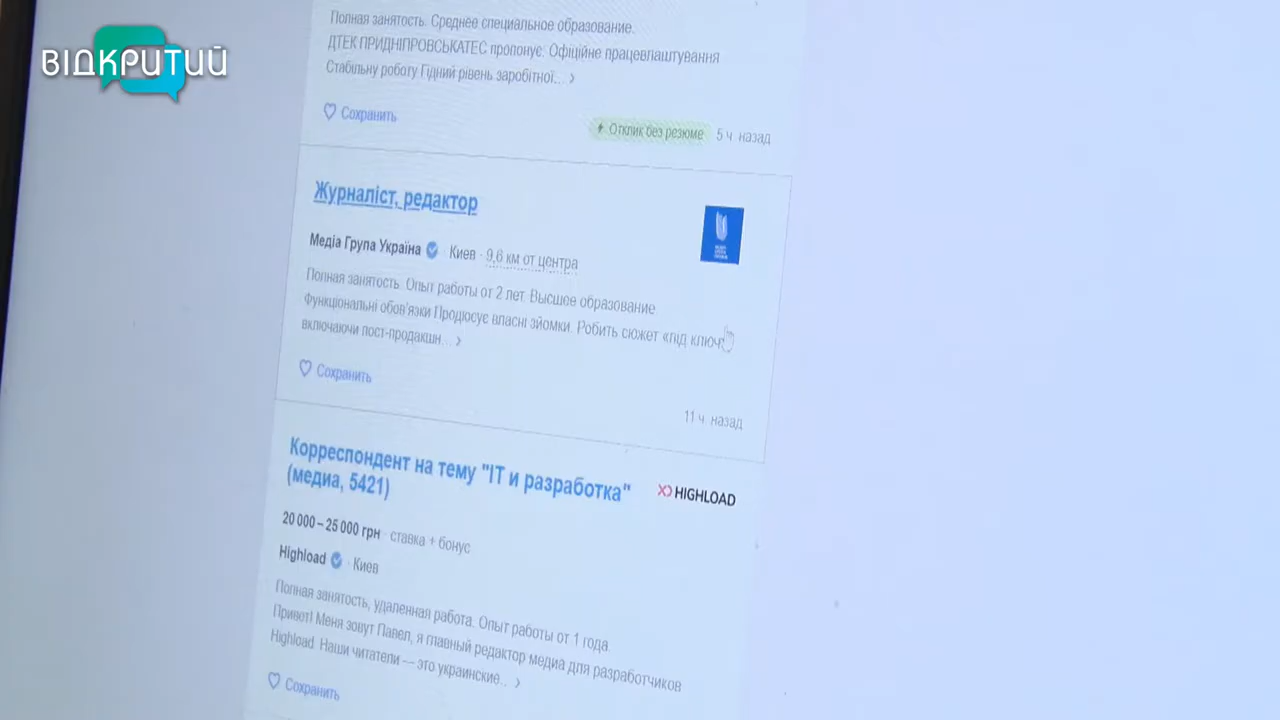 ВІДКРИТИЙ
Полная занятость. Среднее специальное образование.
ДТЕК ПРИДНІПРОВСЬКАТЕС пропонує: Офіційне працевлаштування
Стабільну роботу Гідний рівень заробітної... >
Сохранить
Отклик без резюме 5 ч. назад
Журналіст, редактор
Медіа Група Україна · Киев · 9,6 км от центра
Полная занятость. Опыт работы от 2 лет. Высшее образование
Функціональні обов'язки Продюсує власні зйомки. Робить сюжет «під ключ»
включаючи пост-продакшн... >
Сохранить
11 ч. назад
Корреспондент на тему "IT и разработка"
(медиа, 5421)
HIGHLOAD
20 000 – 25 000 грн · ставка + бонус
Highload · Киев
Полная занятость, удаленная работа. Опыт работы от 1 года.
Привет! Меня зовут Павел, я главный редактор медиа для разработчиков
Highload. Наши читатели — это украинские... >
Сохранить